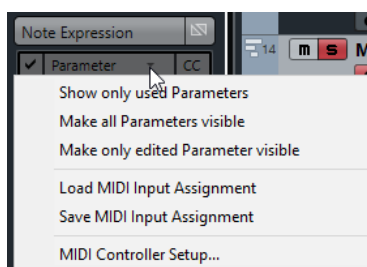 Note Expression
Parameter CC
14 m s M
Show only used Parameters
Make all Parameters visible
Make only edited Parameter visible
Load MIDI Input Assignment
Save MIDI Input Assignment
MIDI Controller Setup...